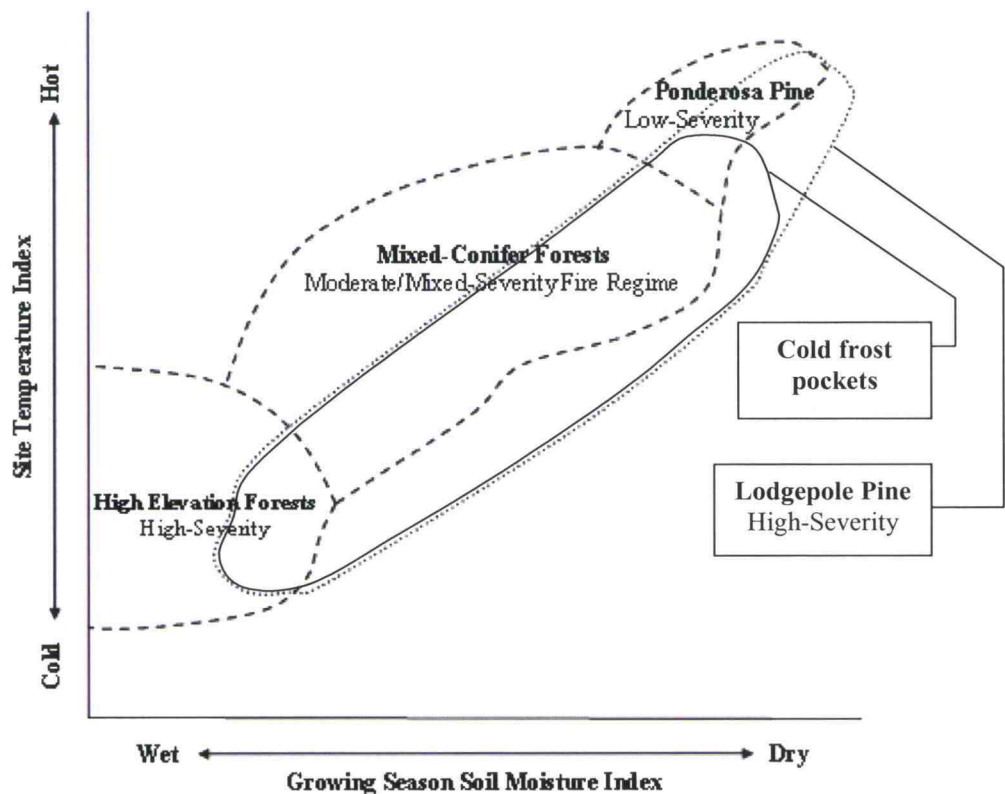 Hot
Site Temperature Index
Cold
Ponderosa Pine
Low-Severity
Mixed-Conifer Forests
Moderate/Mixed-Severity Fire Regime
Cold frost
pockets
High Elevation Forests
High-Severity
Lodgepole Pine
High-Severity
Wet
Dry
Growing Season Soil Moisture Index